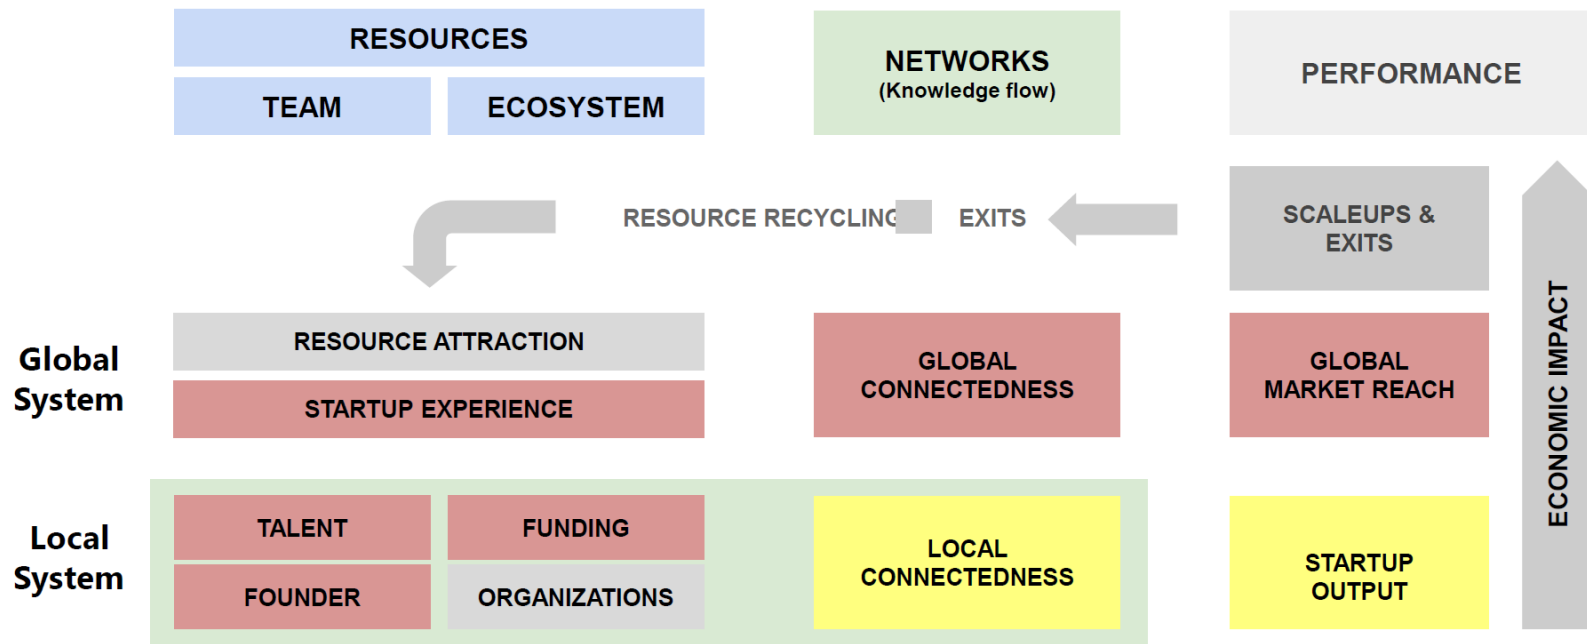 RESOURCES
TEAM
ECOSYSTEM
NETWORKS
(Knowledge flow)
PERFORMANCE
RESOURCE RECYCLING
EXITS
SCALEUPS &
EXITS
Global
System
RESOURCE ATTRACTION
STARTUP EXPERIENCE
GLOBAL
CONNECTEDNESS
GLOBAL
MARKET REACH
Local
System
TALENT
FUNDING
FOUNDER
ORGANIZATIONS
LOCAL
CONNECTEDNESS
STARTUP
OUTPUT
ECONOMIC IMPACT